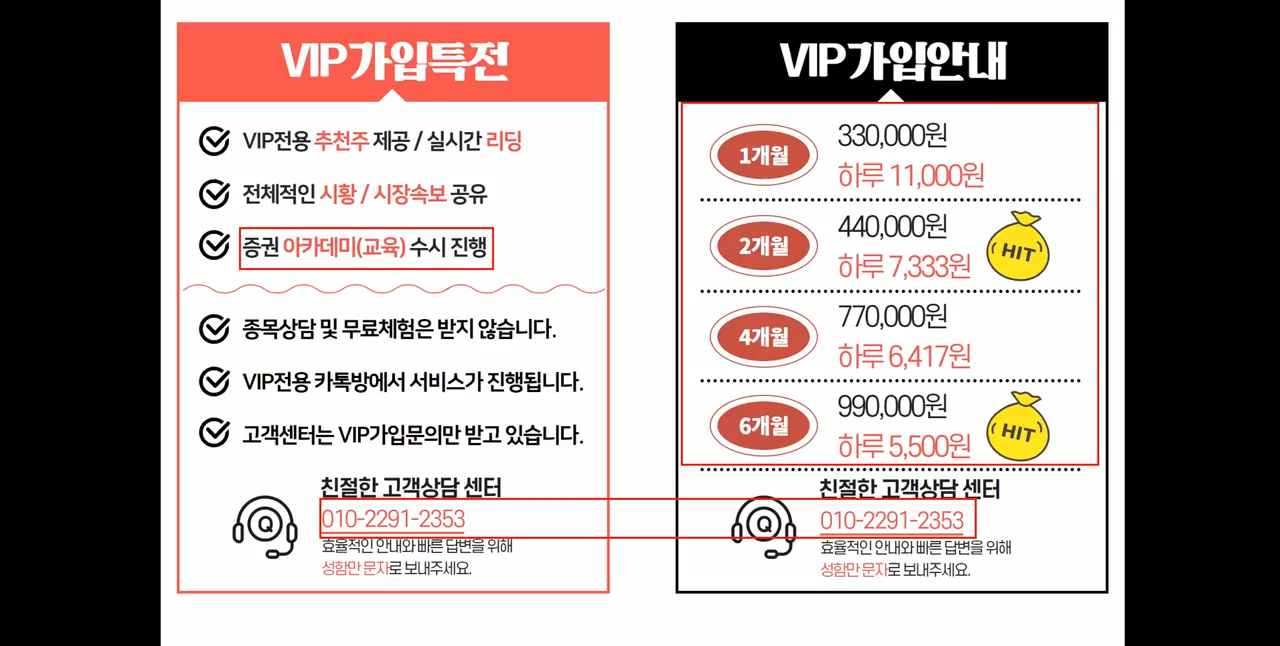 VIP가입특전
VIP전용 추천주 제공 / 실시간 리딩
전체적인 시황 / 시장속보 공유
증권 아카데미(교육) 수시 진행
종목상담 및 무료체험은 받지 않습니다.
VIP전용 카톡방에서 서비스가 진행됩니다.
고객센터는 VIP가입문의만 받고 있습니다.
Q
친절한 고객상담 센터
010-2291-2353
효율적인 안내와 빠른 답변을 위해
성함만 문자로 보내주세요.
VIP가입안내
1개월
330,000원
하루 11,000원
2개월
440,000원
하루 7,333원
HIT
4개월
770,000원
하루 6,417원
6개월
990,000원
하루 5,500원
HIT
Q
친절한 고객상담 센터
010-2291-2353
효율적인 안내와 빠른 답변을 위해
성함만 문자로 보내주세요.